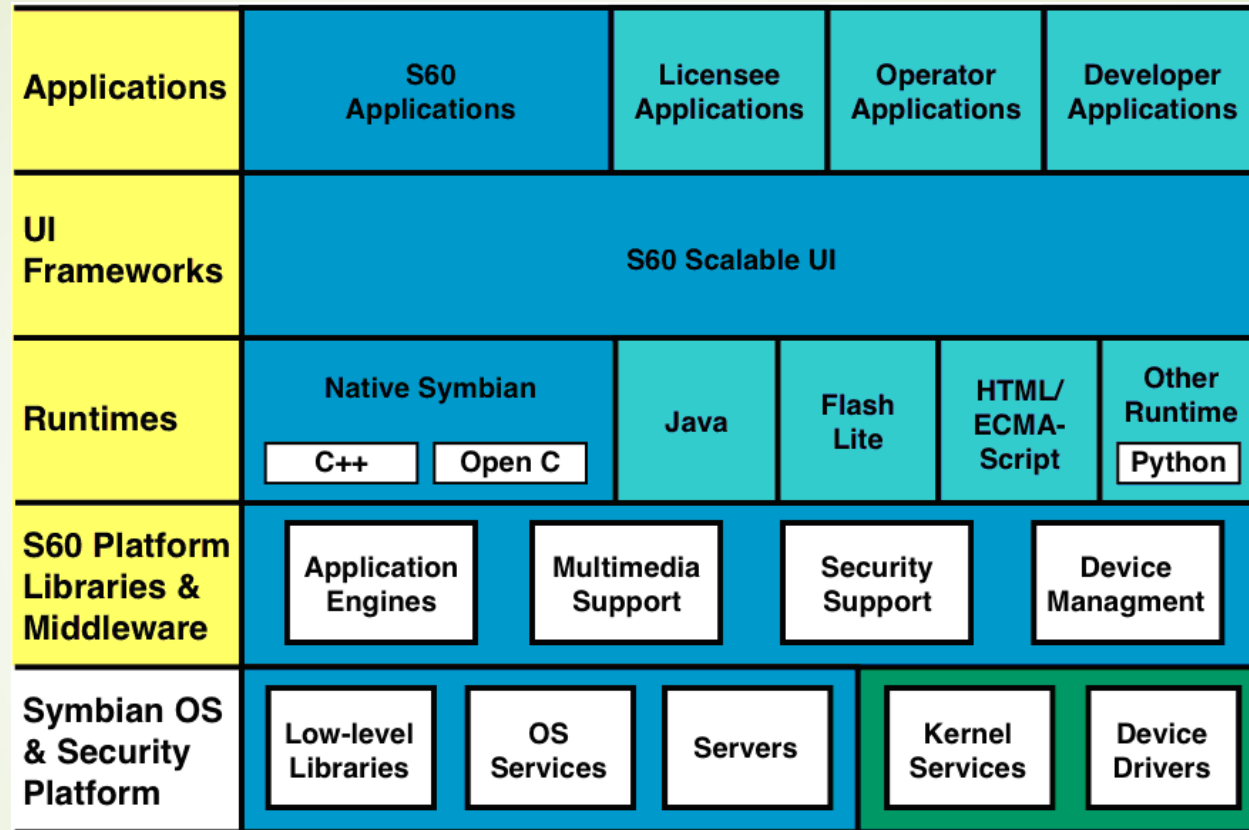 Applications
S60
Applications
Licensee
Applications
Operator
Applications
Developer
Applications
UI
Frameworks
S60 Scalable UI
Runtimes
Native Symbian
C++
Open C
Java
Flash
Lite
HTML/
ECMA-
Script
Other
Runtime
Python
S60 Platform
Libraries &
Middleware
Application
Engines
Multimedia
Support
Security
Support
Device
Managment
Symbian OS
& Security
Platform
Low-level
Libraries
OS
Services
Servers
Kernel
Services
Device
Drivers